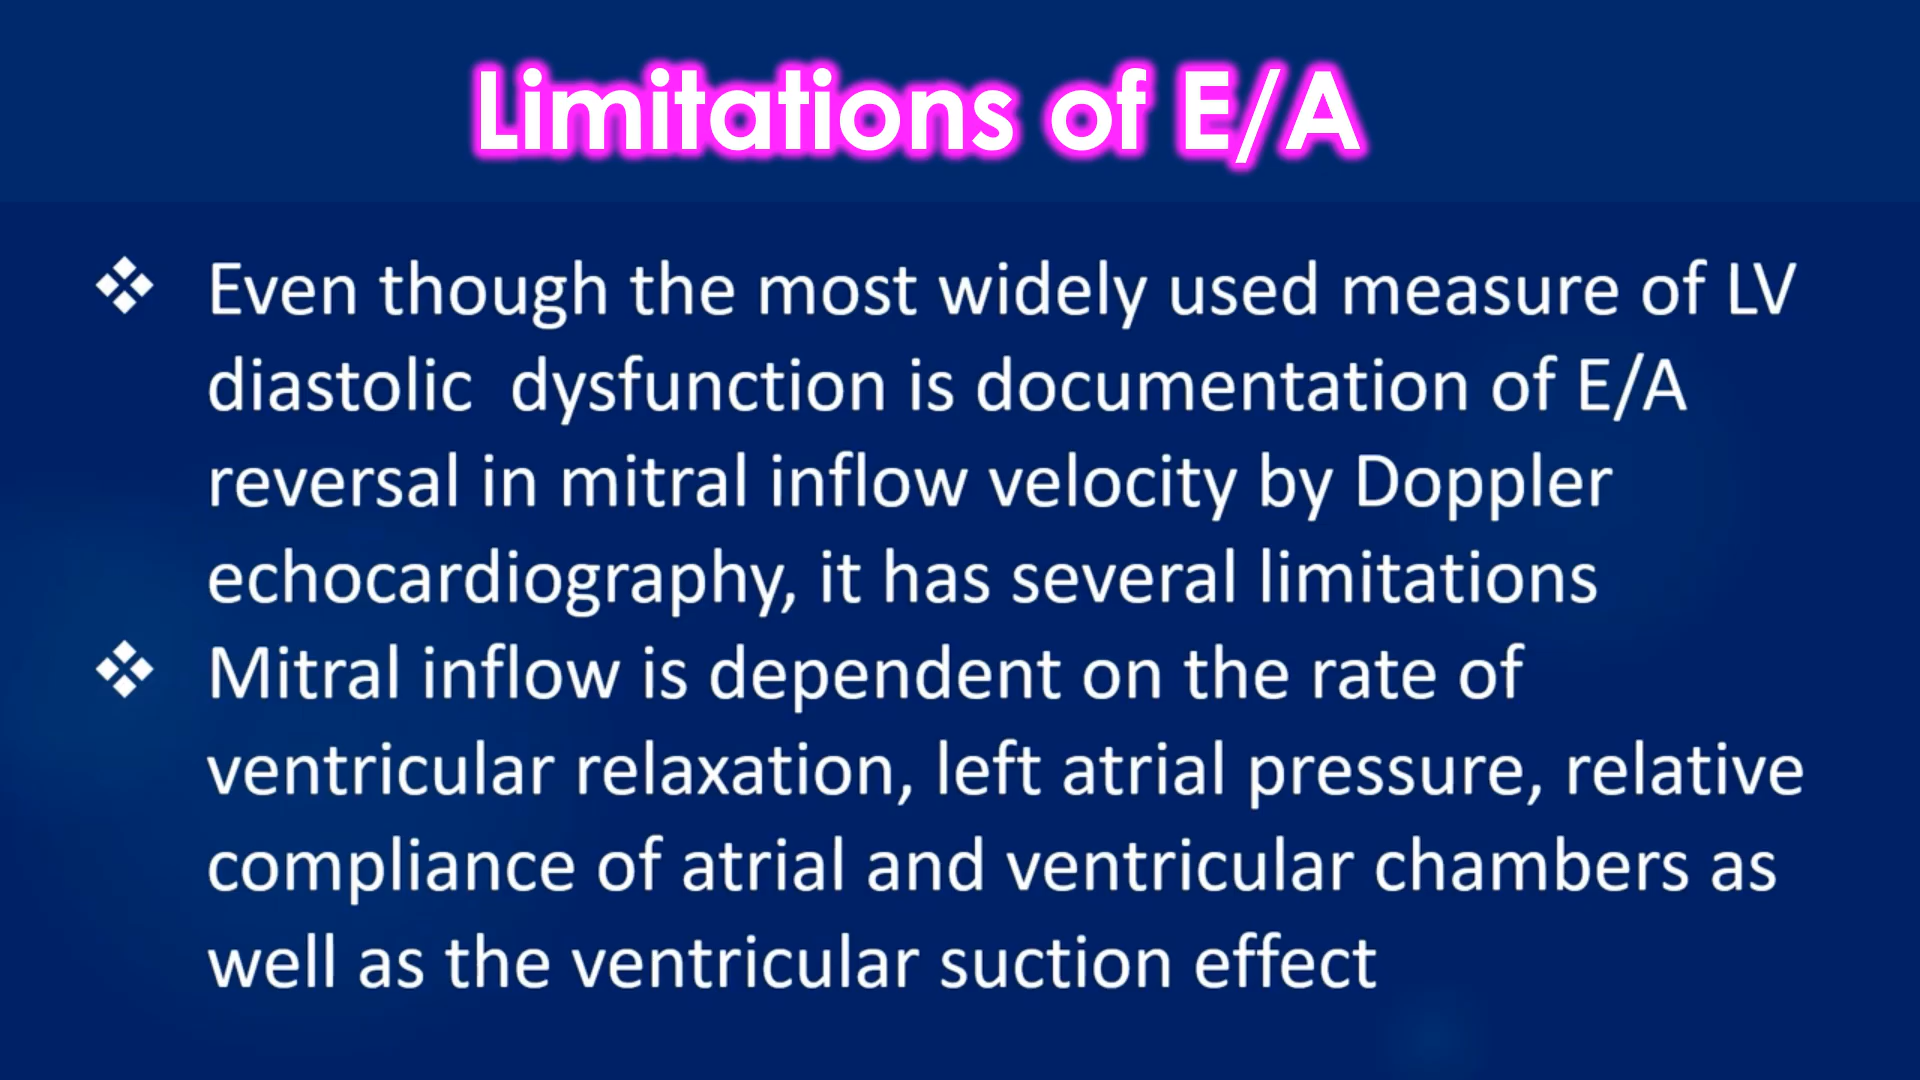 Limitations of E/A
❖ Even though the most widely used measure of LV
diastolic  dysfunction is documentation of E/A
reversal in mitral inflow velocity by Doppler
echocardiography, it has several limitations
❖ Mitral inflow is dependent on the rate of
ventricular relaxation, left atrial pressure, relative
compliance of atrial and ventricular chambers as
well as the ventricular suction effect